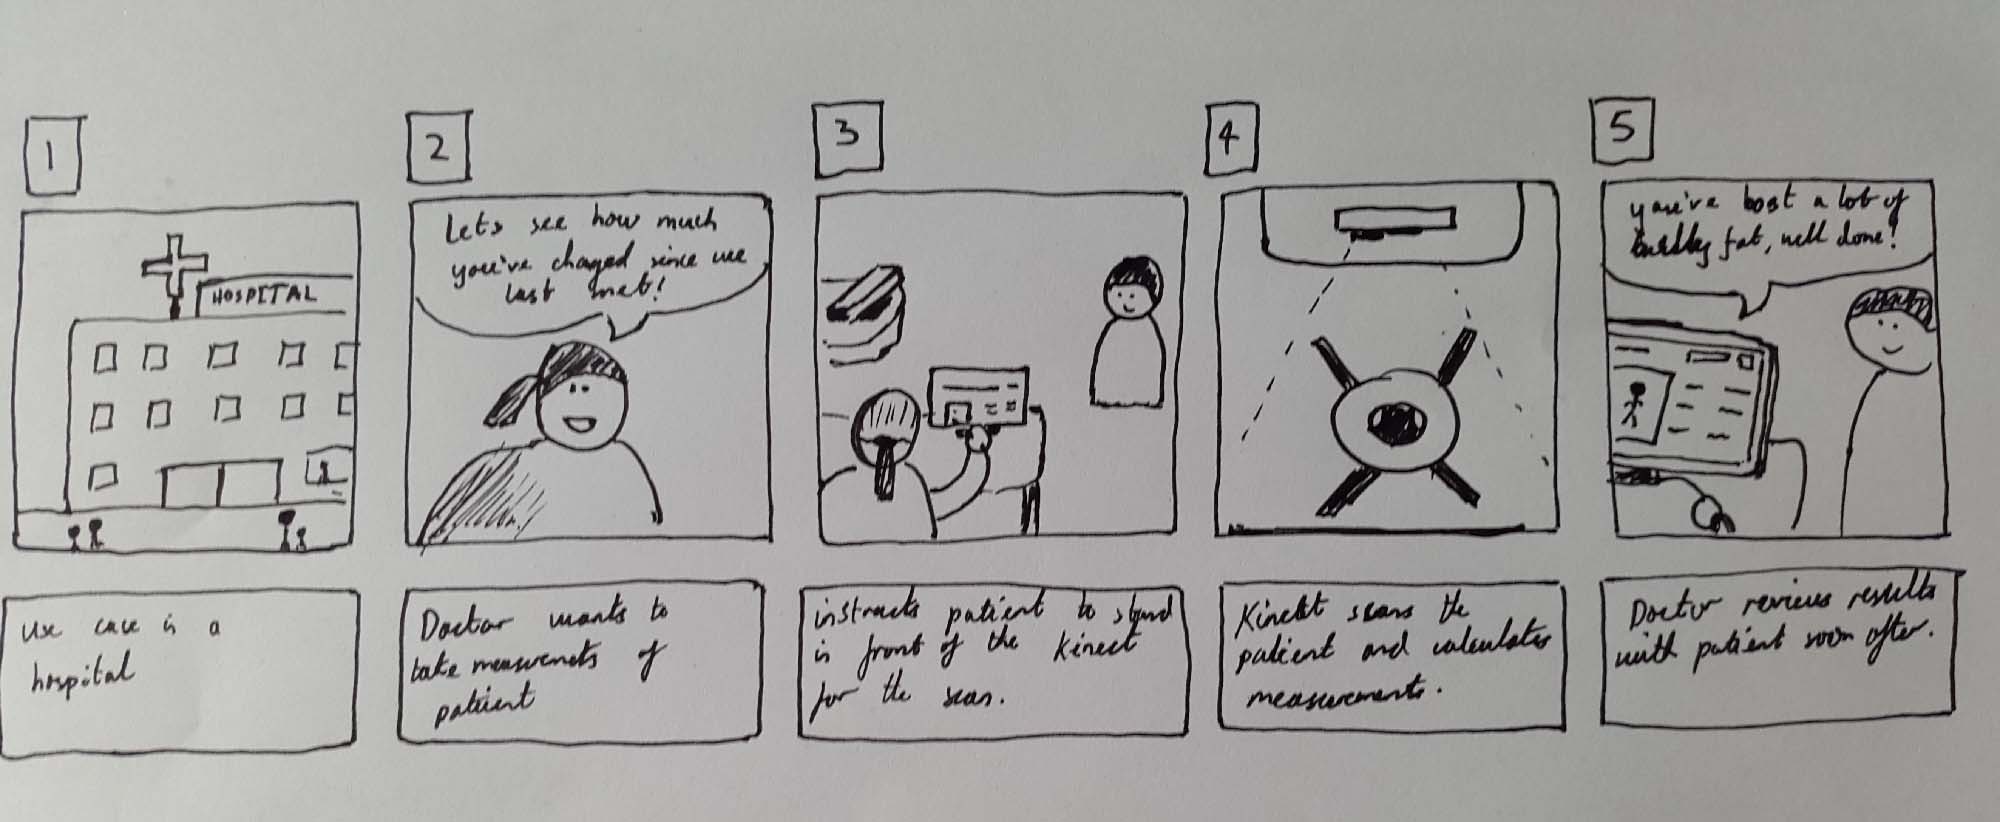 1
HOSPITAL
use case is a
hospital
2
Lets see how much
you've changed since we
last met!
Doctor wants to
take measurements of
patient
3
instructs patient to stand
in front of the kinect
for the scan.
4
Kinect scans the
patient and calculates
measurements.
5
you've lost a lot of
fat, well done!
Doctor reviews results
with patient soon after.